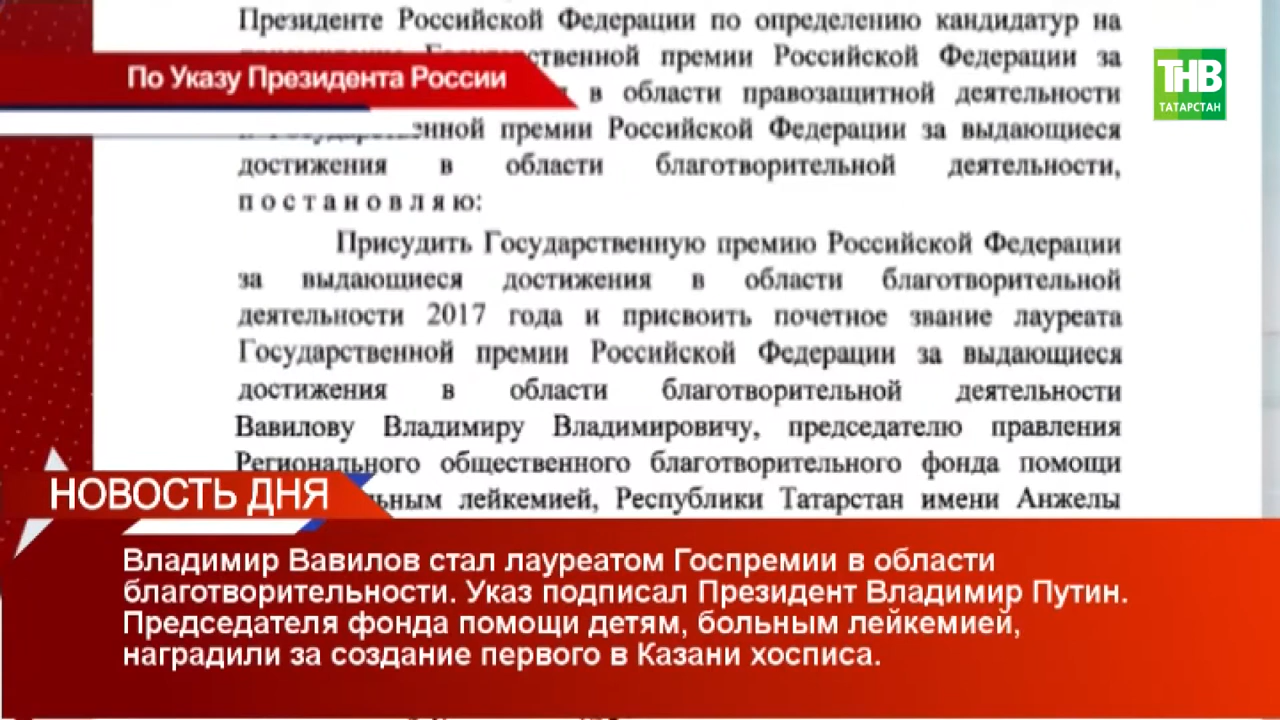 Президенте Российской Федерации по определению кандидатур на
твенной премии Российской Федерации за
По Указу Президента России
ТНВ
ТАТАРСТАН
в области правозащитной деятельности
нной премии Российской Федерации за выдающиеся
достижения в области благотворительной деятельности,
п о с т а н о в л я ю:
Присудить Государственную премию Российской Федерации
за выдающиеся достижения в области благотворительной
деятельности 2017 года и присвоить почетное звание лауреата
Государственной премии Российской Федерации за выдающиеся
достижения в области благотворительной деятельности
Вавилову Владимиру Владимировичу, председателю правления
Регионального общественного благотворительного фонда помощи
НОВОСТЬ ДНЯ
ьным лейкемией, Республики Татарстан имени Анжелы
Владимир Вавилов стал лауреатом Госпремии в области
благотворительности. Указ подписал Президент Владимир Путин.
Председателя фонда помощи детям, больным лейкемией,
наградили за создание первого в Казани хосписа.